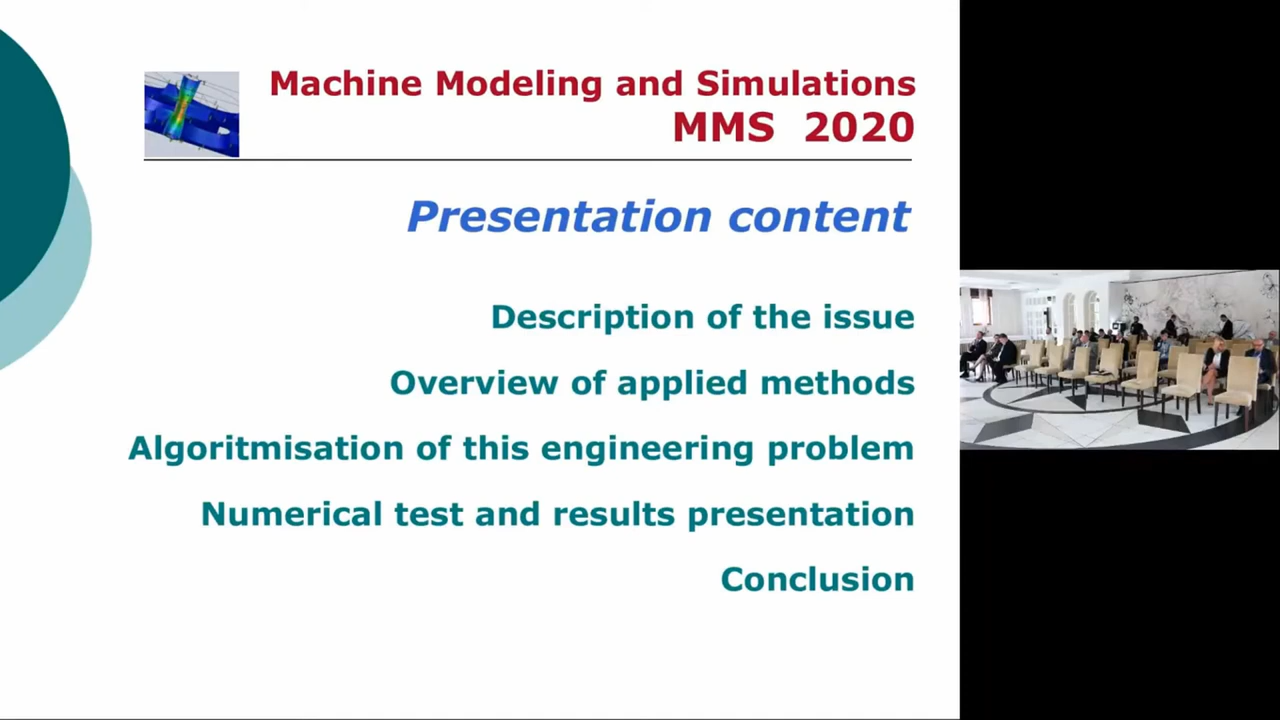 Machine Modeling and Simulations
MMS 2020
Presentation content
Description of the issue
Overview of applied methods
Algoritmisation of this engineering problem
Numerical test and results presentation
Conclusion